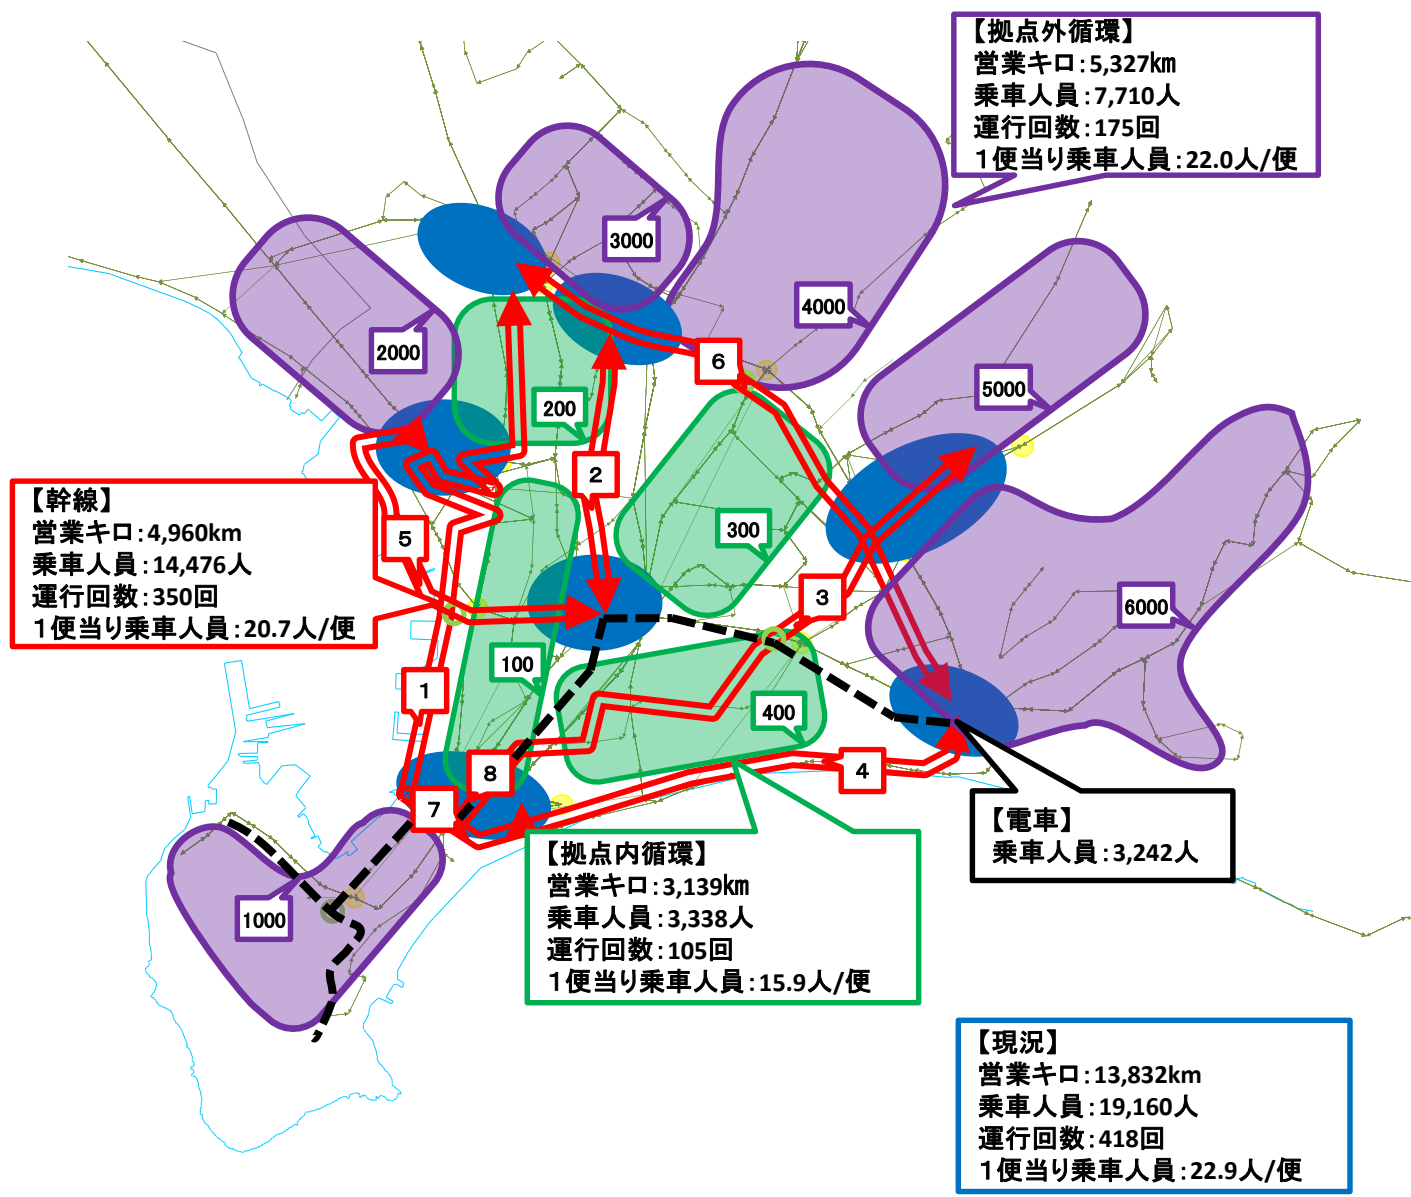 【拠点外循環】
営業キロ：5,327㎞
乗車人員：7,710人
運行回数：175回
１便当り乗車人員：22.0人/便
3000
4000
2000
6
5000
200
2
【幹線】
営業キロ：4,960km
乗車人員：14,476人
運行回数：350回
１便当り乗車人員：20.7人/便
5
300
3
6000
100
1
400
8
4
7
【電車】
乗車人員：3,242人
【拠点内循環】
営業キロ：3,139㎞
乗車人員：3,338人
運行回数：105回
１便当り乗車人員：15.9人/便
1000
【現況】
営業キロ：13,832km
乗車人員：19,160人
運行回数：418回
１便当り乗車人員：22.9人/便